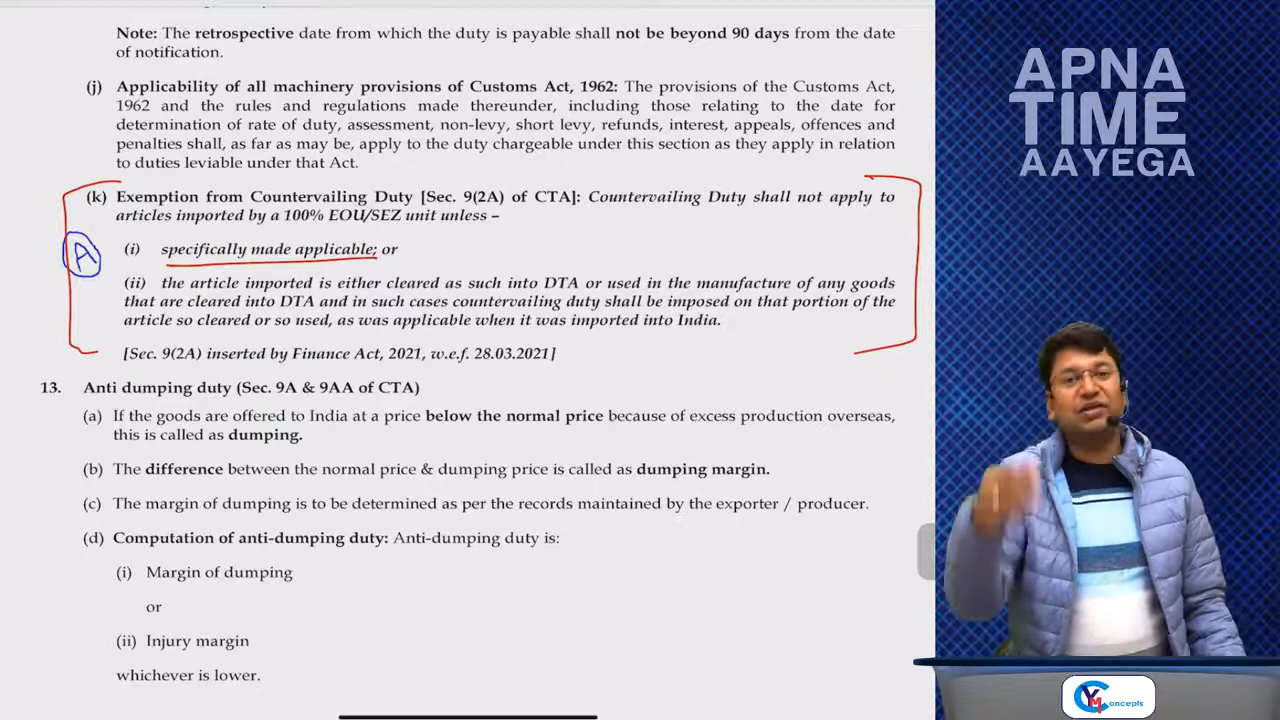 Note: The retrospective date from which the duty is payable shall not be beyond 90 days from the date
of notification.
(j) Applicability of all machinery provisions of Customs Act, 1962: The provisions of the Customs Act,
1962 and the rules and regulations made thereunder, including those relating to the date for
determination of rate of duty, assessment, non-levy, short levy, refunds, interest, appeals, offences and
penalties shall, as far as may be, apply to the duty chargeable under this section as they apply in relation
to duties leviable under that Act.
(k) Exemption from Countervailing Duty [Sec. 9(2A) of CTA]: Countervailing Duty shall not apply to
articles imported by a 100% EOU/SEZ unit unless –
(i) specifically made applicable; or
A
(ii) the article imported is either cleared as such into DTA or used in the manufacture of any goods
that are cleared into DTA and in such cases countervailing duty shall be imposed on that portion of the
article so cleared or so used, as was applicable when it was imported into India.
[Sec. 9(2A) inserted by Finance Act, 2021, w.e.f. 28.03.2021]
13. Anti dumping duty (Sec. 9A & 9AA of CTA)
(a) If the goods are offered to India at a price below the normal price because of excess production overseas,
this is called as dumping.
(b) The difference between the normal price & dumping price is called as dumping margin.
(c) The margin of dumping is to be determined as per the records maintained by the exporter / producer.
(d) Computation of anti-dumping duty: Anti-dumping duty is:
(i) Margin of dumping
or
(ii) Injury margin
whichever is lower.
APNA
TIME
AAYEGA
YM Concepts